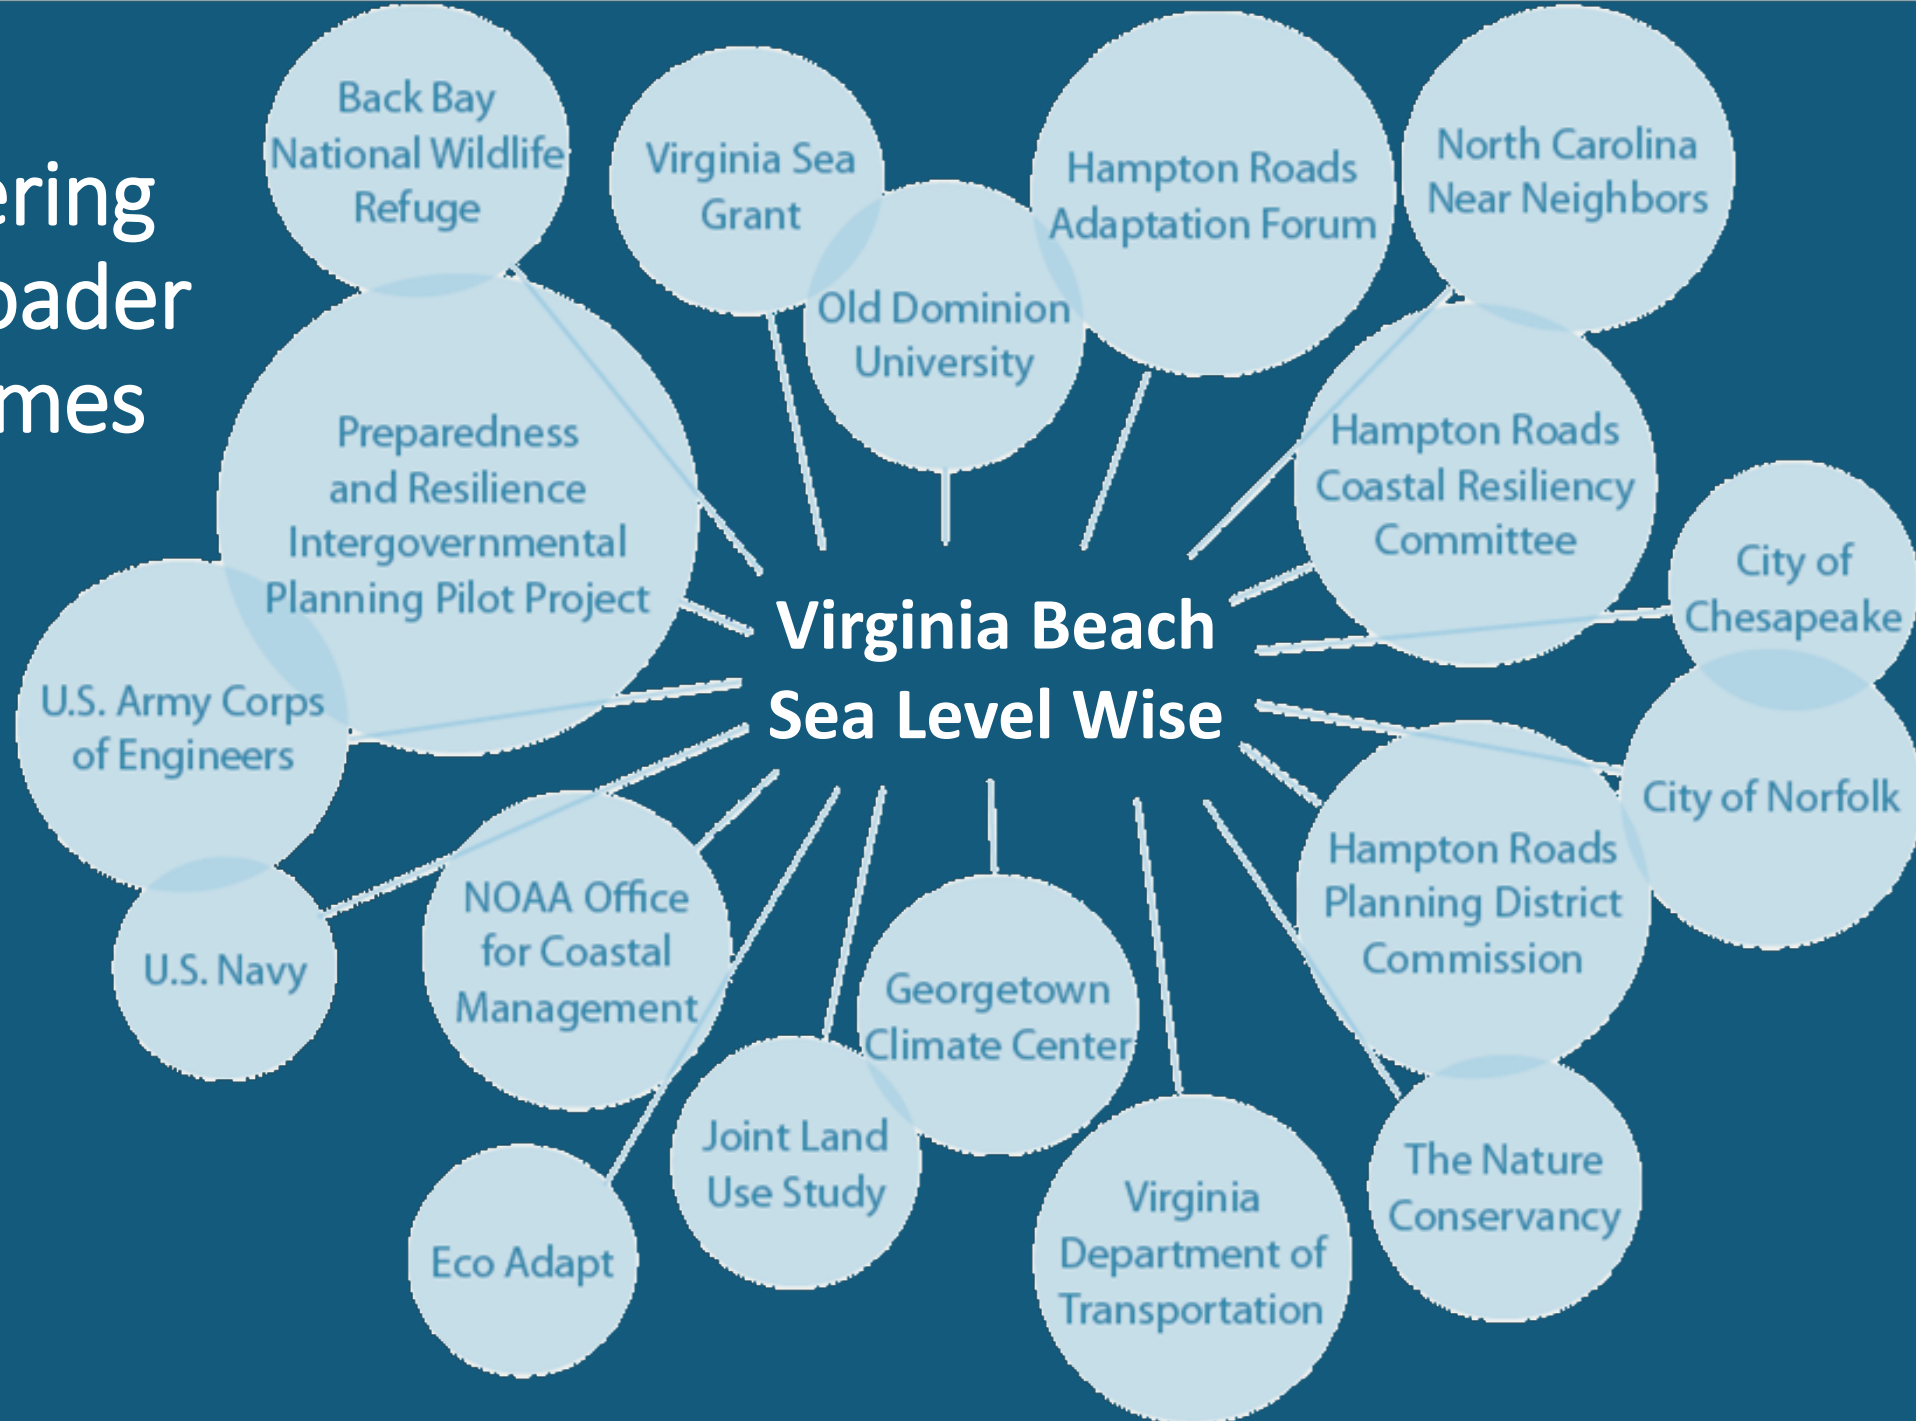 ering
oader
mes
Back Bay
National Wildlife
Refuge
Virginia Sea
Grant
Old Dominion
University
Hampton Roads
Adaptation Forum
North Carolina
Near Neighbors
Preparedness
and Resilience
Intergovernmental
Planning Pilot Project
Hampton Roads
Coastal Resiliency
Committee
City of
Chesapeake
Virginia Beach
Sea Level Wise
U.S. Army Corps
of Engineers
City of Norfolk
U.S. Navy
NOAA Office
for Coastal
Management
Georgetown
Climate Center
Hampton Roads
Planning District
Commission
Eco Adapt
Joint Land
Use Study
Virginia
Department of
Transportation
The Nature
Conservancy